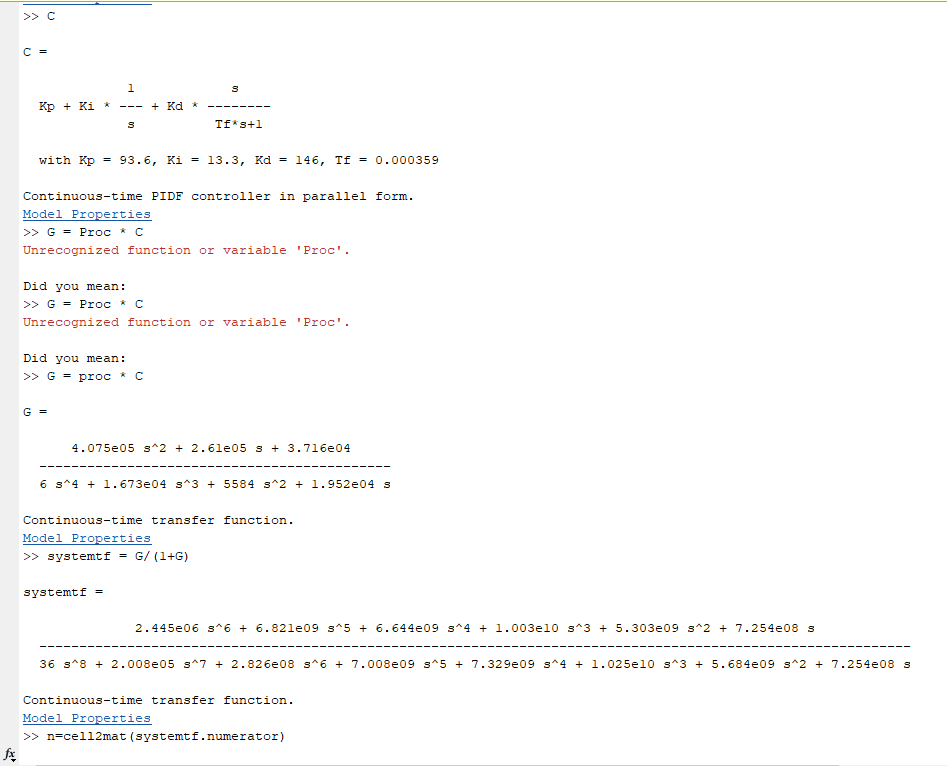 >> C
C =
1 s
Kp + Ki * --- + Kd * --------
s Tf*s+1
with Kp = 93.6, Ki = 13.3, Kd = 146, Tf = 0.000359
Continuous-time PIDF controller in parallel form.
Model Properties
>> G = Proc * C
Unrecognized function or variable 'Proc'.
Did you mean:
>> G = Proc * C
Unrecognized function or variable 'Proc'.
Did you mean:
>> G = proc * C
G =
4.075e05 s^2 + 2.61e05 s + 3.716e04
--------------------------------------------
6 s^4 + 1.673e04 s^3 + 5584 s^2 + 1.952e04 s
Continuous-time transfer function.
Model Properties
>> systemtf = G/(1+G)
systemtf =
2.445e06 s^6 + 6.821e09 s^5 + 6.644e09 s^4 + 1.003e10 s^3 + 5.303e09 s^2 + 7.254e08 s
-------------------------------------------------------------------------------------------------------------
36 s^8 + 2.008e05 s^7 + 2.826e08 s^6 + 7.008e09 s^5 + 7.329e09 s^4 + 1.025e10 s^3 + 5.684e09 s^2 + 7.254e08 s
Continuous-time transfer function.
Model Properties
>> n=cell2mat(systemtf.numerator)
fx